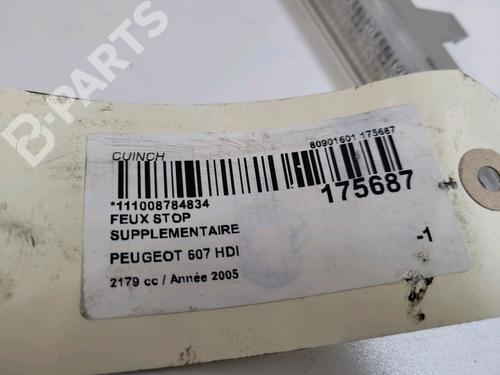 B-PARTS
CUINCH
80901601 175687
*111008784834
175687
FEUX STOP
SUPPLEMENTAIRE
-1
PEUGEOT 607 HDI
2179 cc / Année 2005